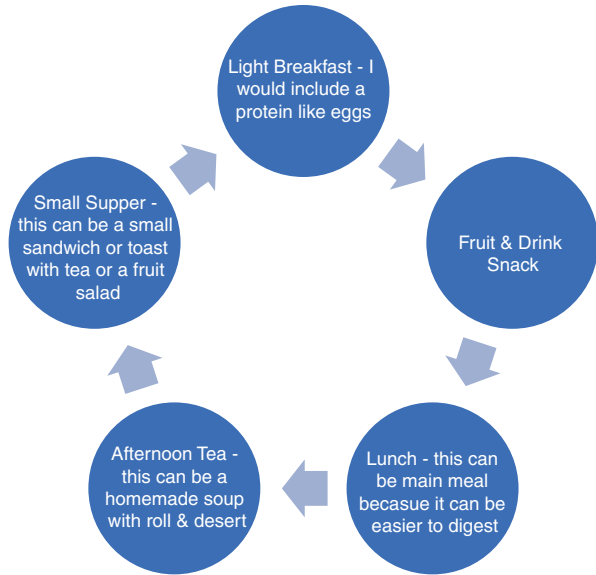 Light Breakfast - I
would include a
protein like eggs
Fruit & Drink
Snack
Lunch - this can
be main meal
becasue it can be
easier to digest
Afternoon Tea -
this can be a
homemade soup
with roll & desert
Small Supper -
this can be a small
sandwich or toast
with tea or a fruit
salad